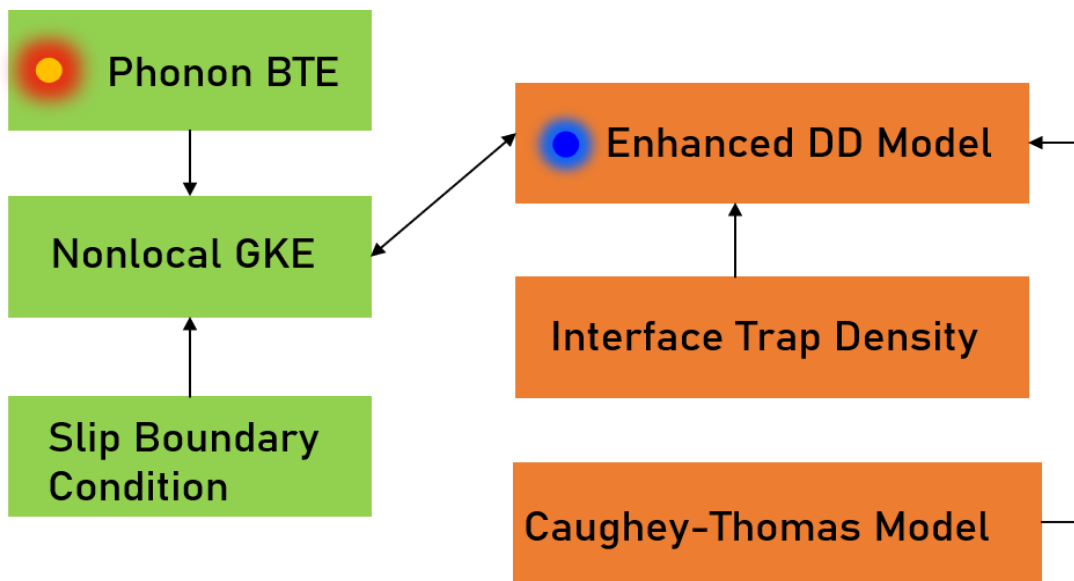 Phonon BTE
Nonlocal GKE
Slip Boundary
Condition
Enhanced DD Model
Interface Trap Density
Caughey-Thomas Model